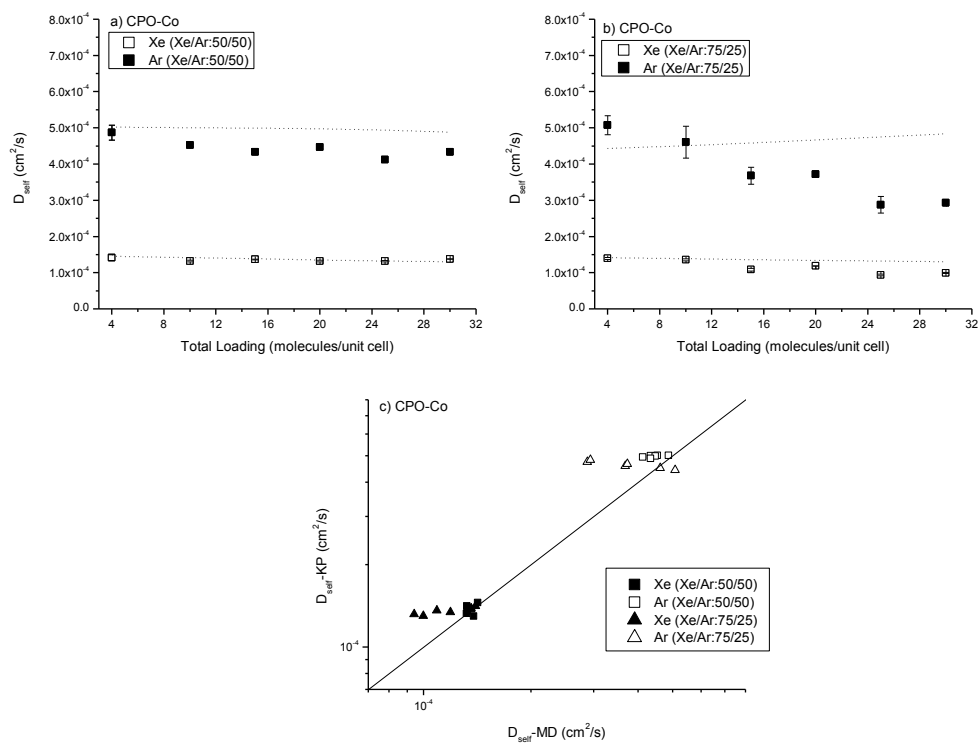 a) CPO-Co
Xe (Xe/Ar:50/50)
Ar (Xe/Ar:50/50)
8.0x10-4
7.0x10-4
6.0x10-4
5.0x10-4
4.0x10-4
3.0x10-4
2.0x10-4
1.0x10-4
0.0
Dself (cm2/s)
4 8 12 16 20 24 28 32
Total Loading (molecules/unit cell)
b) CPO-Co
Xe (Xe/Ar:75/25)
Ar (Xe/Ar:75/25)
8.0x10-4
7.0x10-4
6.0x10-4
5.0x10-4
4.0x10-4
3.0x10-4
2.0x10-4
1.0x10-4
0.0
Dself (cm2/s)
4 8 12 16 20 24 28 32
Total Loading (molecules/unit cell)
c) CPO-Co
Dself-KP (cm2/s)
10-4
Xe (Xe/Ar:50/50)
Ar (Xe/Ar:50/50)
Xe (Xe/Ar:75/25)
Ar (Xe/Ar:75/25)
10-4
Dself-MD (cm2/s)